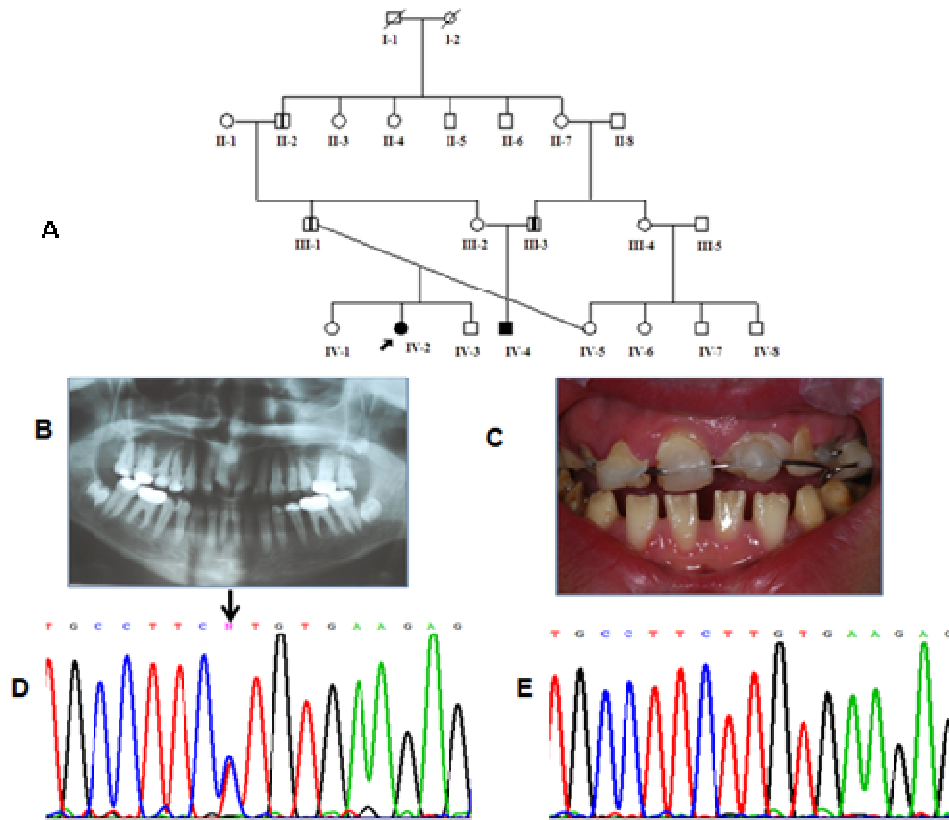 I-1 I-2
II-1 II-2 II-3 II-4 II-5 II-6 II-7 II-8
A
III-1 III-2 III-3 III-4 III-5
IV-1 IV-2 IV-3 IV-4 IV-5 IV-6 IV-7 IV-8
B
C
T G C C T T C N T G T G A A G A G
T G C C T T C T T G T G A A G A G
D
E